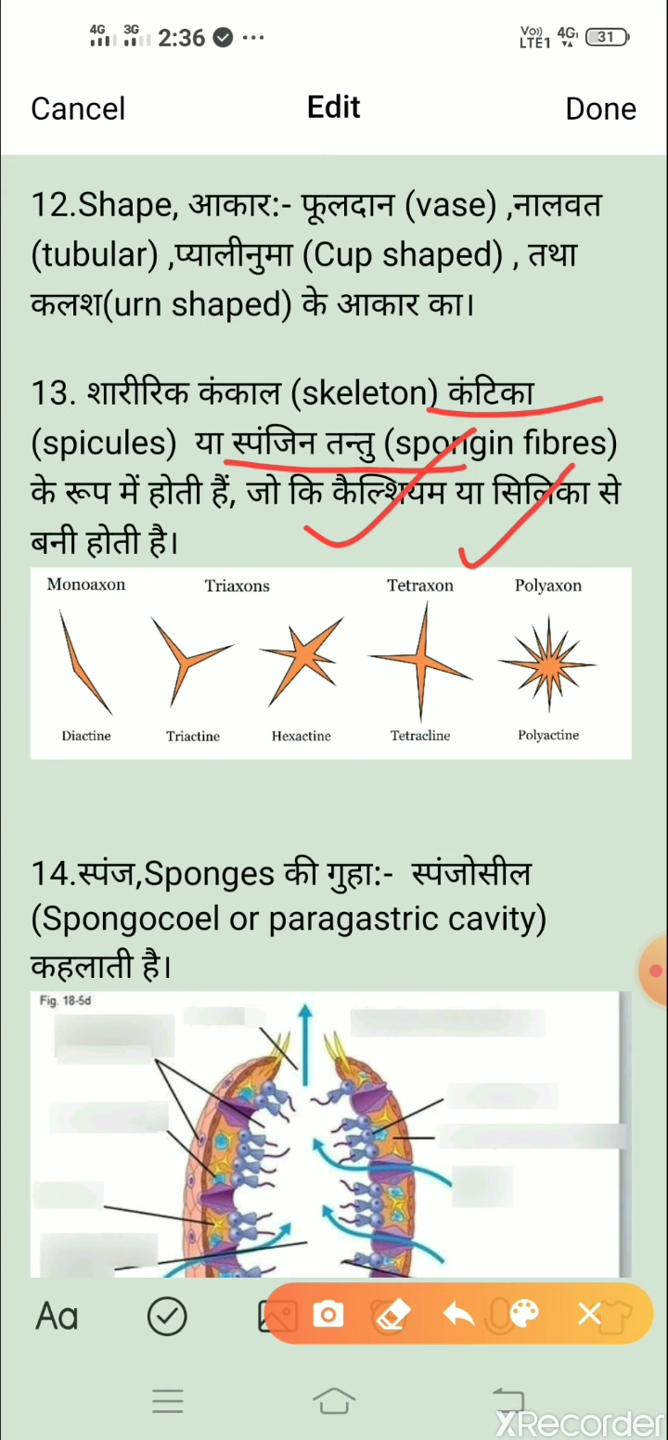 4G 3G 2:36 Vo)) LTE1 4G 31
Cancel Edit Done
12.Shape, आकार:- फूलदान (vase) ,नालवत
(tubular) ,प्यालीनुमा (Cup shaped) , तथा
कलश(urn shaped) के आकार का।
13. शारीरिक कंकाल (skeleton) कंटिका
(spicules) या स्पंजिन तन्तु (spongin fibres)
के रूप में होती हैं, जो कि कैल्शियम या सिलिका से
बनी होती है।
Monoaxon Triaxons Tetraxon Polyaxon
Diactine Triactine Hexactine Tetracline Polyactine
14.स्पंज,Sponges की गुहा:- स्पंजोसील
(Spongocoel or paragastric cavity)
कहलाती है।
Fig. 18-5d
Aa
XRecorder